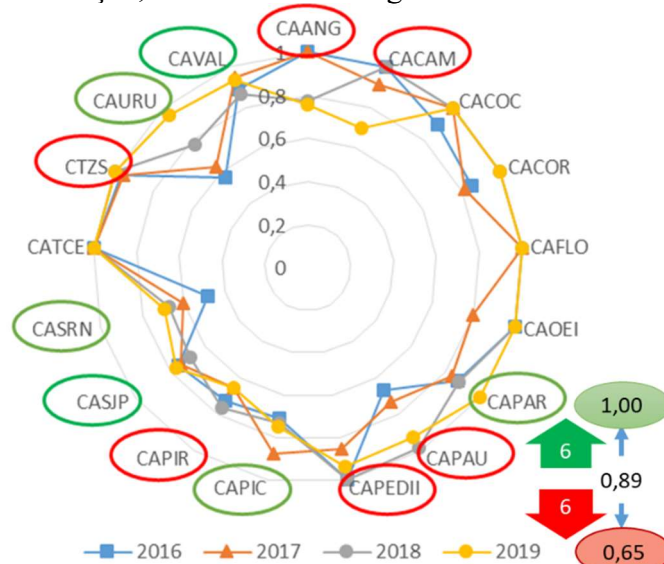 CAANG
CAVAL
CACAM
1
CAURU
0,8
CACOC
0,6
CTZS
CACOR
0,4
0,2
CATCE
0
CAFLO
CASRN
CAOEI
CASJP
CAPAR
1,00
CAPIR
CAPAU
6
0,89
CAPIC
CAPEDII
6
0,65
2016
2017
2018
2019